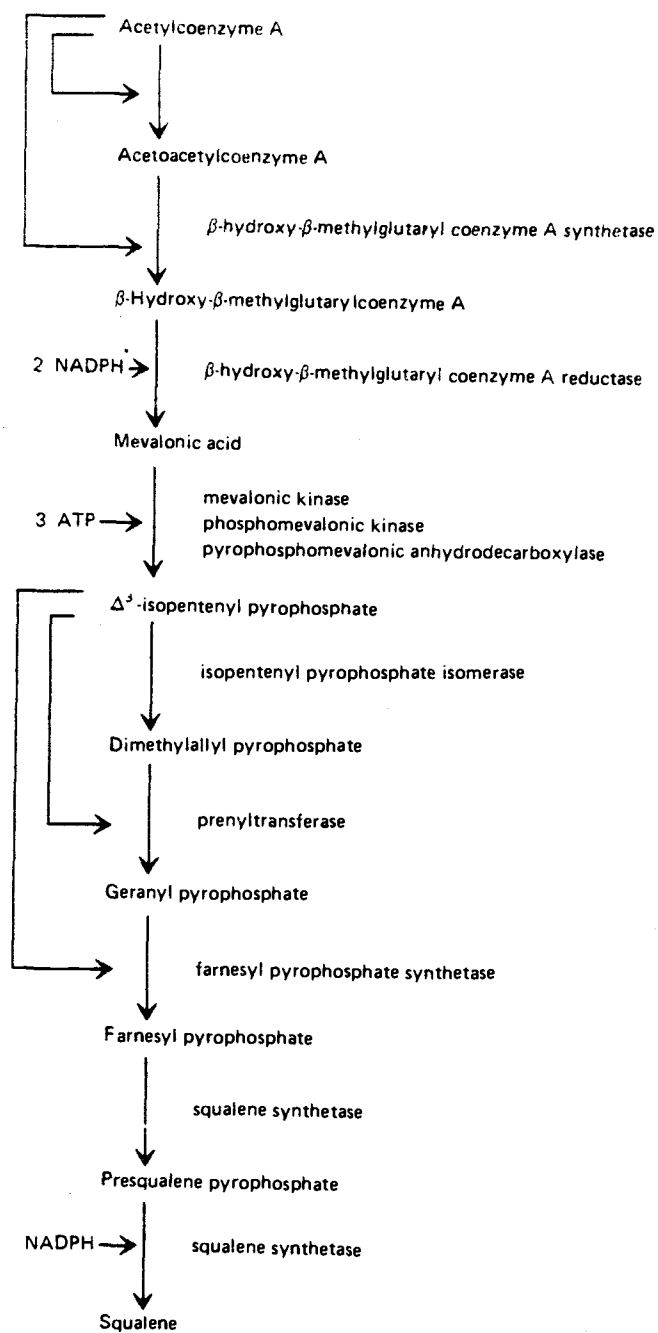 Acetylcoenzyme A
Acetoacetylcoenzyme A
β-hydroxy-β-methylglutaryl coenzyme A synthetase
β-Hydroxy-β-methylglutarylcoenzyme A
2 NADPH
β-hydroxy-β-methylglutaryl coenzyme A reductase
Mevalonic acid
3 ATP
mevalonic kinase
phosphomevalonic kinase
pyrophosphomevalonic anhydrodecarboxylase
Δ³-isopentenyl pyrophosphate
isopentenyl pyrophosphate isomerase
Dimethylallyl pyrophosphate
prenyltransferase
Geranyl pyrophosphate
farnesyl pyrophosphate synthetase
Farnesyl pyrophosphate
squalene synthetase
Presqualene pyrophosphate
NADPH
squalene synthetase
Squalene